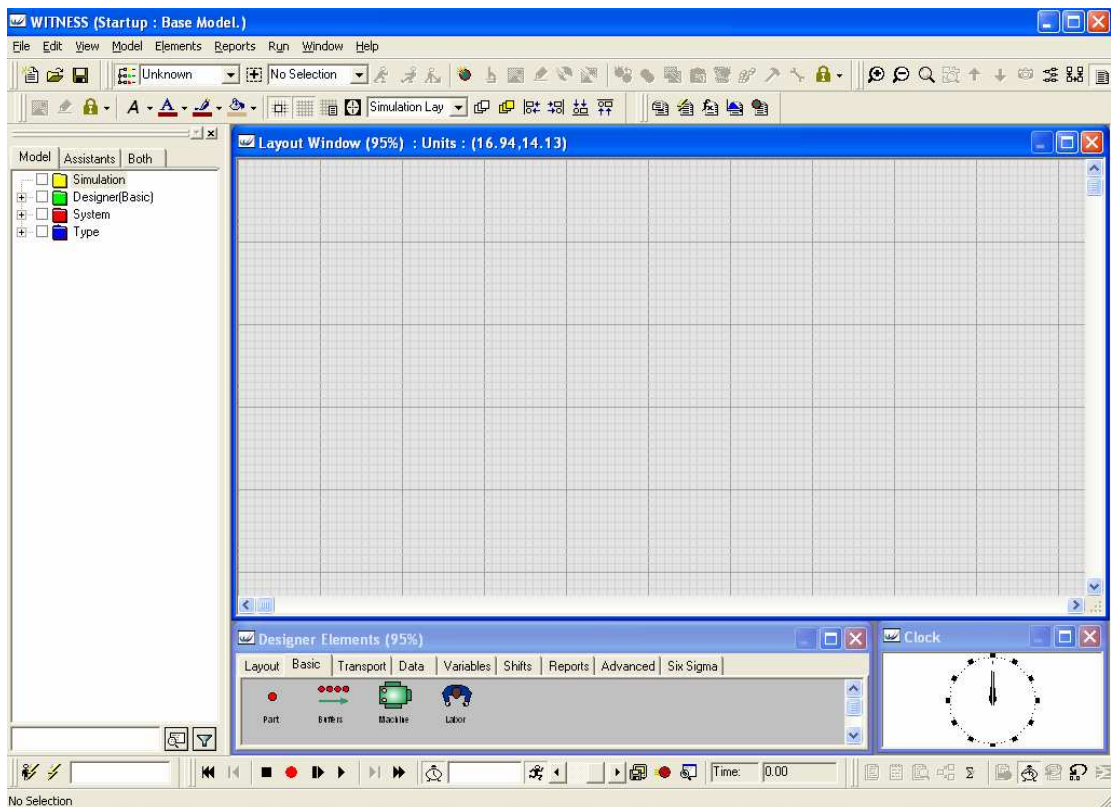 WITNESS (Startup : Base Model.)
File Edit View Model Elements Reports Run Window Help
Unknown No Selection
A A Simulation Lay
Layout Window (95%) : Units : (16.94,14.13)
Model Assistants Both
Simulation
Designer(Basic)
System
Type
Designer Elements (95%)
Layout Basic Transport Data Variables Shifts Reports Advanced Six Sigma
Part Buffers Machine Labor
Clock
Time: 0.00
No Selection